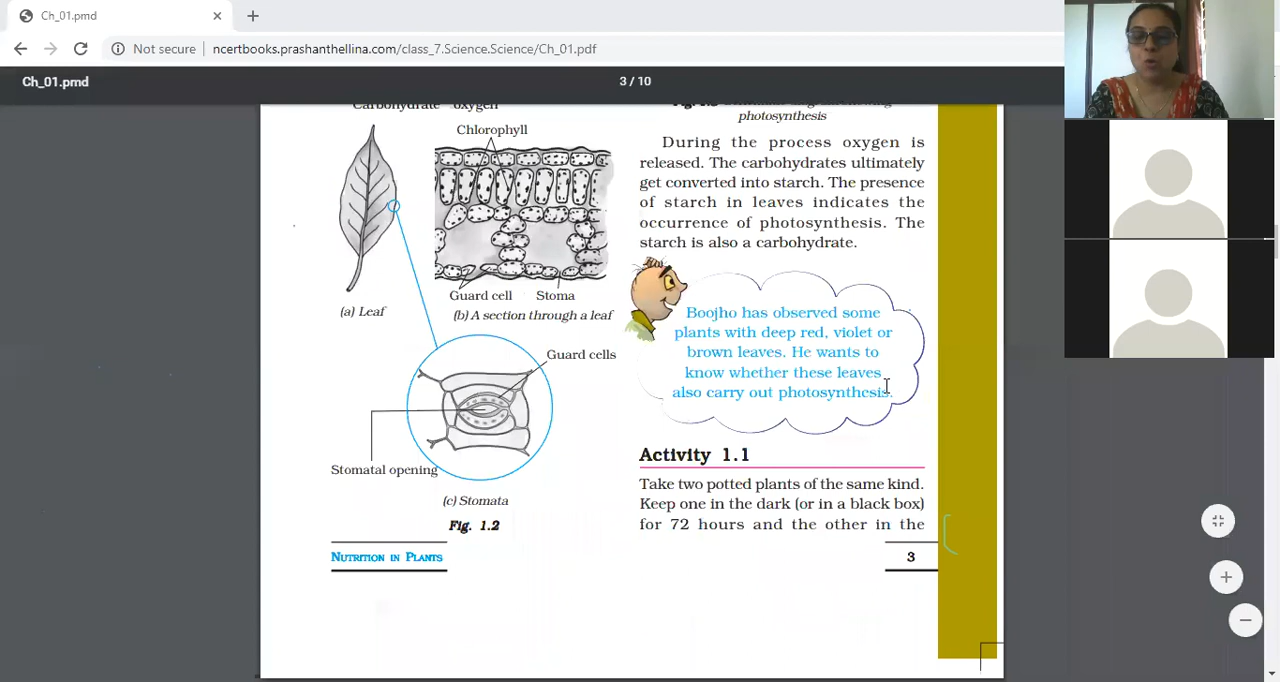 Ch_01.pmd
Not secure
ncertbooks.prashanthellina.com/class_7.Science.Science/Ch_01.pdf
Ch_01.pmd
3 / 10
Carbohydrate oxygen
Chlorophyll
Guard cell Stoma
(a) Leaf
(b) A section through a leaf
Guard cells
Stomatal opening
(c) Stomata
Fig. 1.2
NUTRITION IN PLANTS
photosynthesis
During the process oxygen is
released. The carbohydrates ultimately
get converted into starch. The presence
of starch in leaves indicates the
occurrence of photosynthesis. The
starch is also a carbohydrate.
Boojho has observed some
plants with deep red, violet or
brown leaves. He wants to
know whether these leaves
also carry out photosynthesis.
Activity 1.1
Take two potted plants of the same kind.
Keep one in the dark (or in a black box)
for 72 hours and the other in the
3